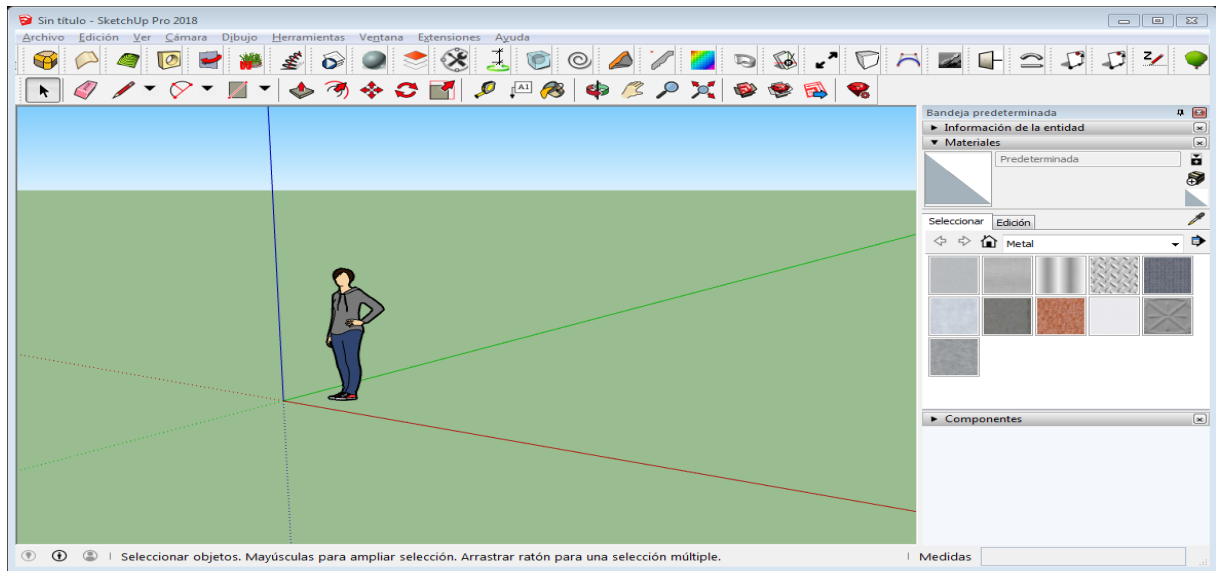 Sin título - SketchUp Pro 2018
Archivo Edición Ver Cámara Dibujo Herramientas Ventana Extensiones Ayuda
A1
Bandeja predeterminada
Información de la entidad
Materiales
Predeterminada
Seleccionar Edición
Metal
Componentes
Seleccionar objetos. Mayúsculas para ampliar selección. Arrastrar ratón para una selección múltiple.
Medidas